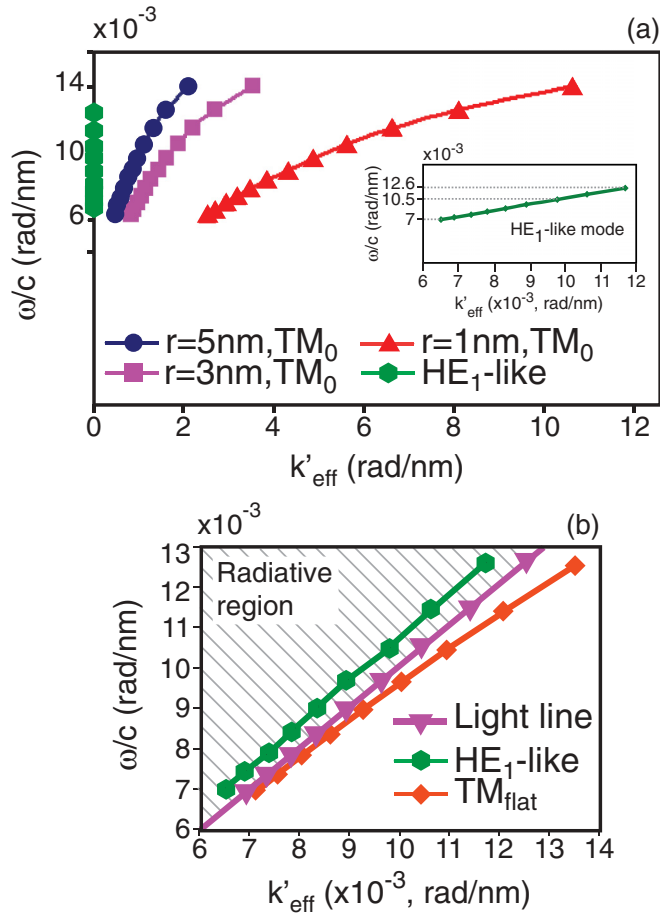 x10⁻³ (a)
14
10
6
ω/c (rad/nm)
x10⁻³
12.6
10.5
7
ω/c (rad/nm)
HE₁-like mode
6 7 8 9 10 11 12
k'eff (x10⁻³, rad/nm)
r=5nm,TM₀ r=1nm,TM₀
r=3nm,TM₀ HE₁-like
0 2 4 6 8 10 12
k'eff (rad/nm)
x10⁻³ (b)
13
12
11
10
9
8
7
6
ω/c (rad/nm)
Radiative
region
Light line
HE₁-like
TMflat
6 7 8 9 10 11 12 13 14
k'eff (x10⁻³, rad/nm)